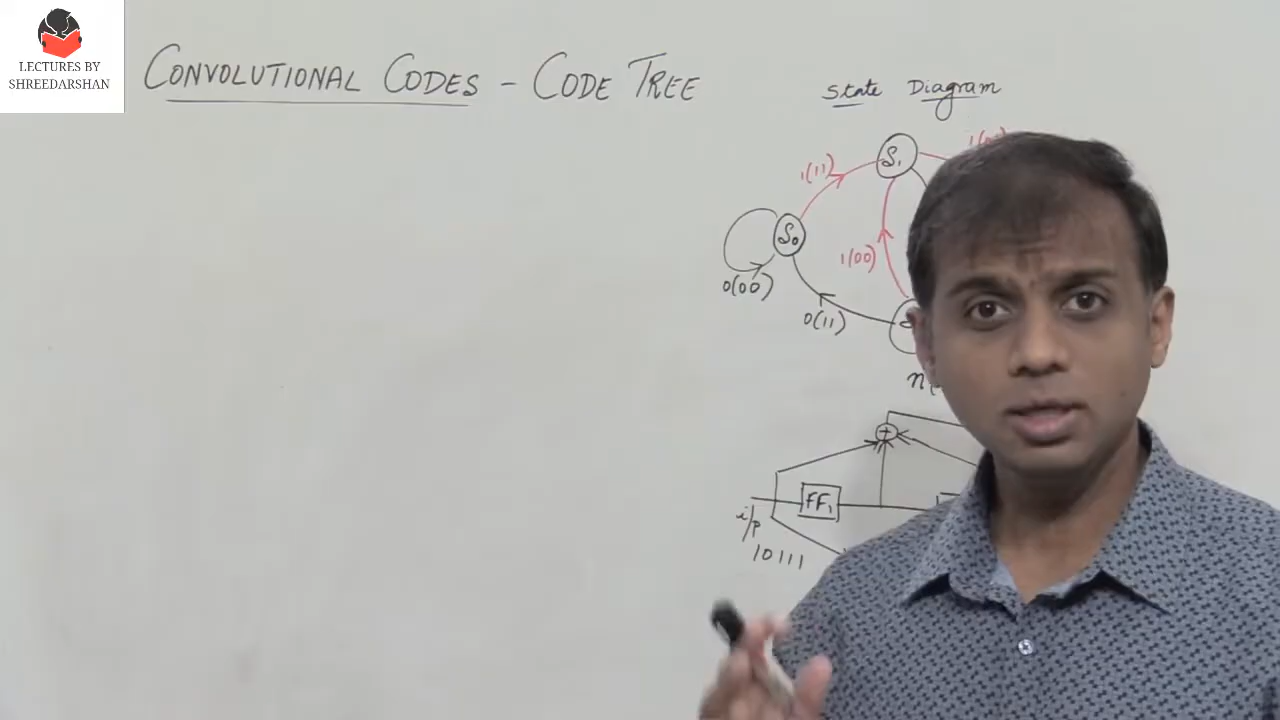 LECTURES BY
SHREEDARSHAN
CONVOLUTIONAL CODES - CODE TREE
State Diagram
S1
1(11)
S0
1(00)
0(00)
0(11)
+
FF1
i/p
10111